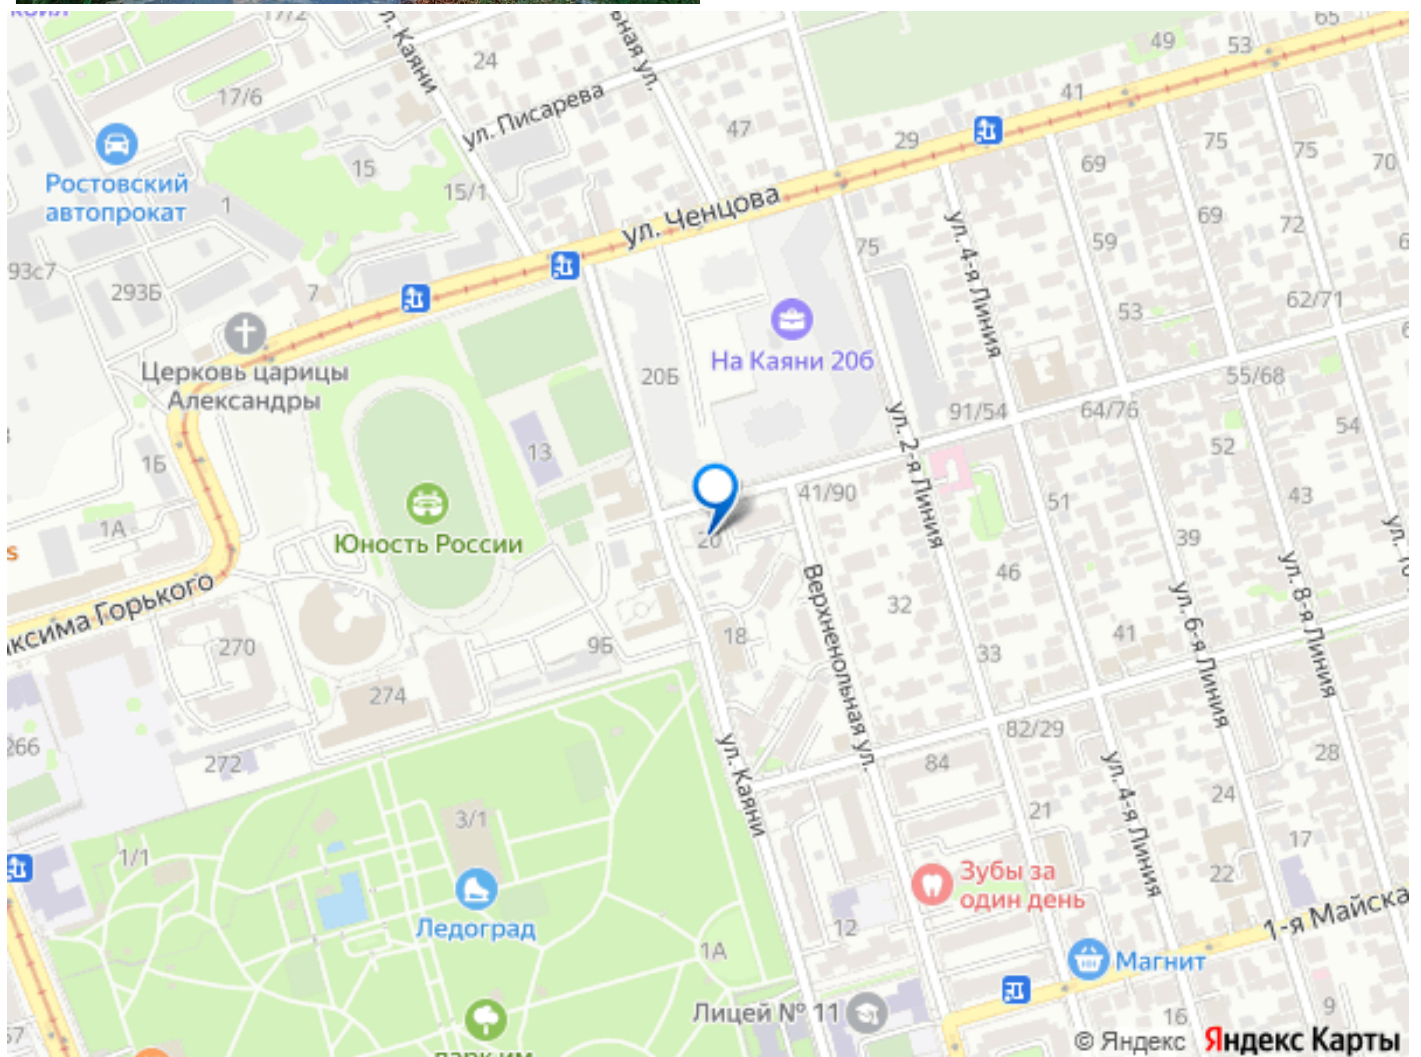 17/2
ул. Каяни
24
65
49
53
17/6
ул. Писарева
41
47
29
75
75
70
69
15
Ростовский
автопрокат
15/1
1
ул. Ченцова
69
72
59
75
ул. 4-я Линия
93с7
293Б
7
62/71
53
На Каяни 20б
Церковь царицы
Александры
20Б
55/68
91/54
64/76
54
52
ул. 2-я Линия
13
1Б
41/90
43
51
1А
Юность России
20
39
46
Верхненольная ул.
ул. 6-я Линия
ул. 8-я Линия
32
41
18
270
9Б
33
274
82/29
266
272
84
28
ул. Каяни
ул. 4-я Линия
24
21
3/1
17
1/1
22
Зубы за
один день
Ледоград
12
1-я Майска
1А
Магнит
Лицей № 11
16
9
57
© Яндекс Яндекс Карты